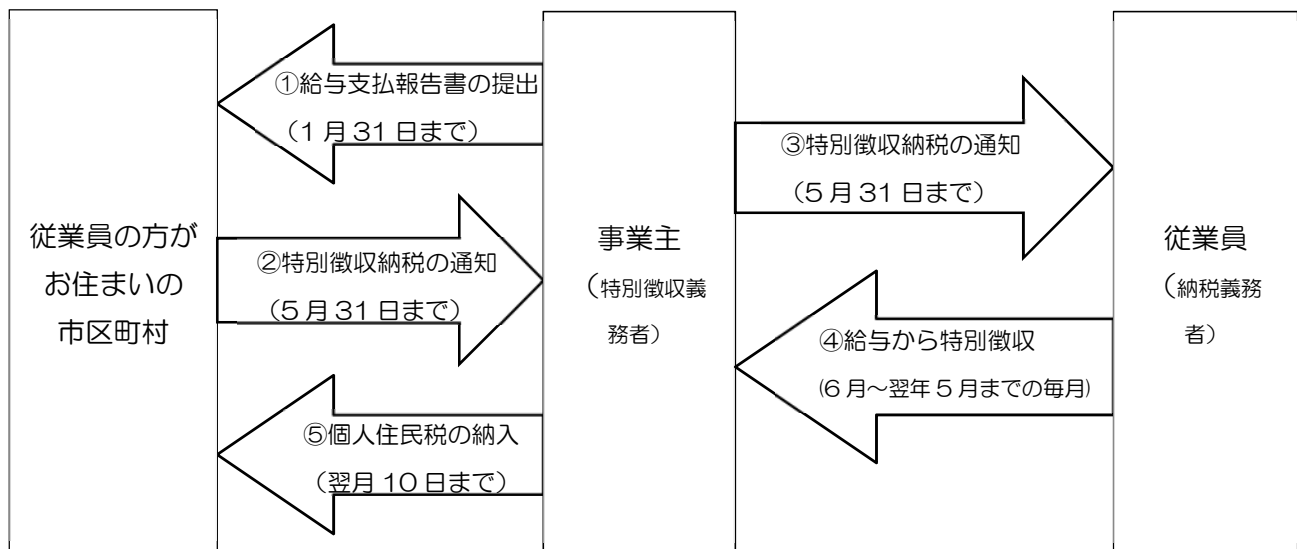 従業員の方が
お住まいの
市区町村
①給与支払報告書の提出
（1月31日まで）
②特別徴収納税の通知
（5月31日まで）
⑤個人住民税の納入
（翌月10日まで）
事業主
（特別徴収義
務者）
③特別徴収納税の通知
（5月31日まで）
④給与から特別徴収
(6月～翌年5月までの毎月)
従業員
（納税義務
者）